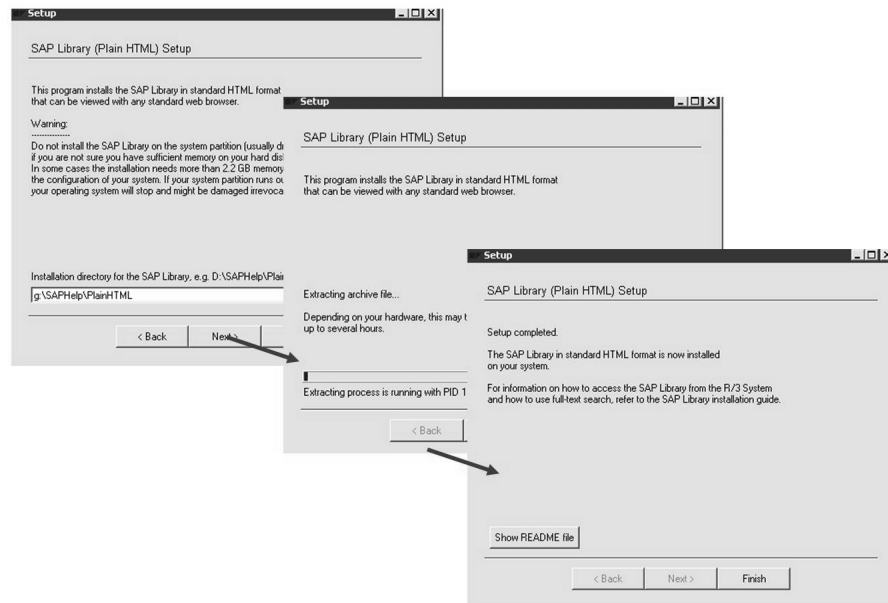 Setup
SAP Library (Plain HTML) Setup
This program installs the SAP Library in standard HTML format
that can be viewed with any standard web browser.
Warning:
---------------
Do not install the SAP Library on the system partition (usually
if you are not sure you have sufficient memory on your hard
In some cases the installation needs more than 2.2 GB memory
the configuration of your system. If your system partition runs
your operating system will stop and might be damaged
Installation directory for the SAP Library, e.g. D:\SAPHelp\
g:\SAPHelp\PlainHTML
< Back
Next >
Setup
SAP Library (Plain HTML) Setup
This program installs the SAP Library in standard HTML format
that can be viewed with any standard web browser.
Extracting archive file...
Depending on your hardware, this may
up to several hours.
Extracting process is running with PID 1
< Back
Setup
SAP Library (Plain HTML) Setup
Setup completed.
The SAP Library in standard HTML format is now installed
on your system.
For information on how to access the SAP Library from the R/3 System
and how to use full-text search, refer to the SAP Library installation guide.
Show README file
< Back
Next >
Finish